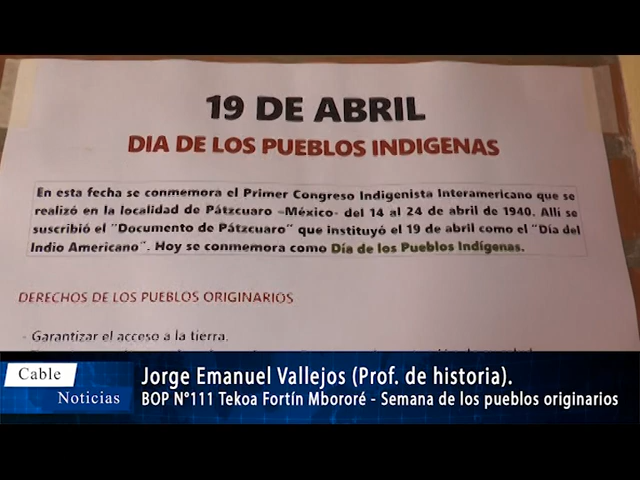 19 DE ABRIL
DIA DE LOS PUEBLOS INDIGENAS
En esta fecha se conmemora el Primer Congreso Indigenista Interamericano que se
realizó en la localidad de Pátzcuaro -México- del 14 al 24 de abril de 1940. Allí se
suscribió el "Documento de Pátzcuaro" que instituyó el 19 de abril como el "Día del
Indio Americano". Hoy se conmemora como Día de los Pueblos Indígenas.
DERECHOS DE LOS PUEBLOS ORIGINARIOS
- Garantizar el acceso a la tierra.
Cable
Noticias
Jorge Emanuel Vallejos (Prof. de historia).
BOP N°111 Tekoa Fortín Mbororé - Semana de los pueblos originarios